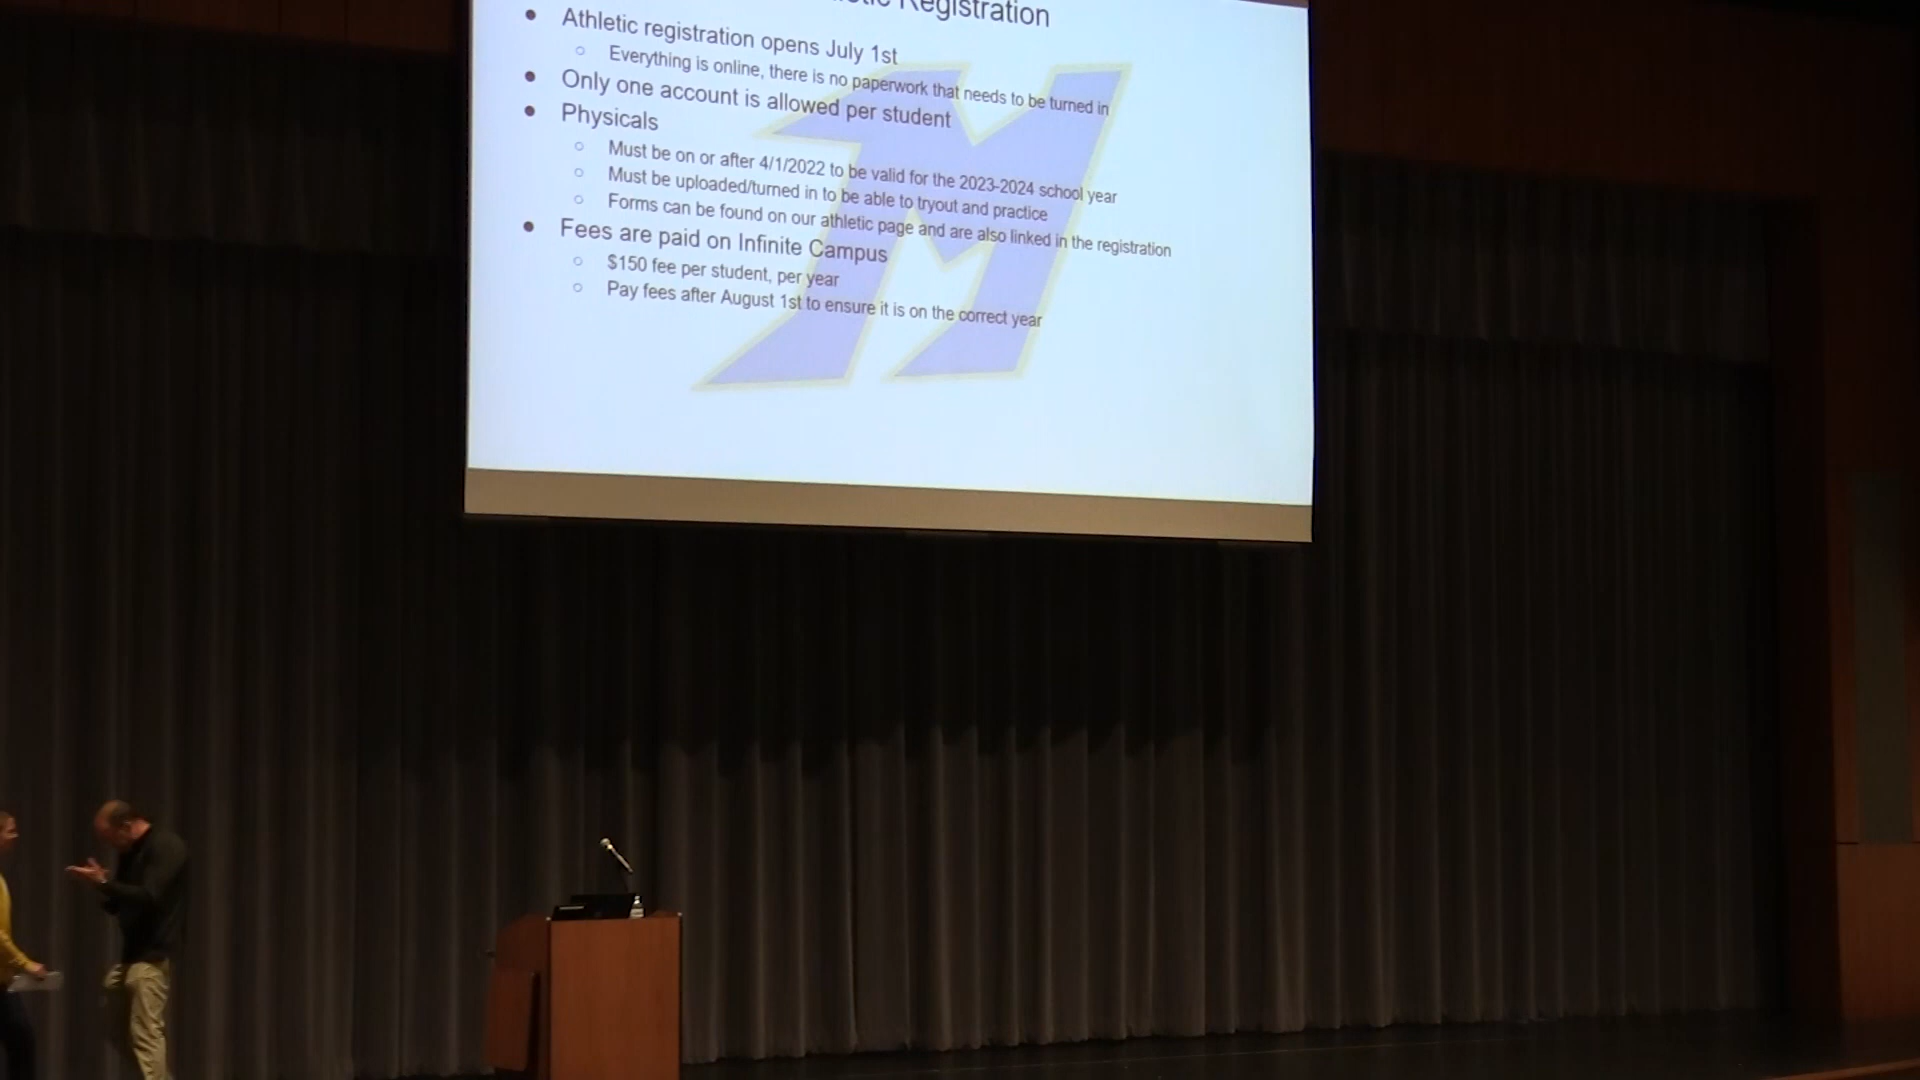 Registration
Athletic registration opens July 1st
Everything is online, there is no paperwork that needs to be turned in
Only one account is allowed per student
Physicals
Must be on or after 4/1/2022 to be valid for the 2023-2024 school year
Must be uploaded/turned in to be able to tryout and practice
Forms can be found on our athletic page and are also linked in the registration
Fees are paid on Infinite Campus
$150 fee per student, per year
Pay fees after August 1st to ensure it is on the correct year
M